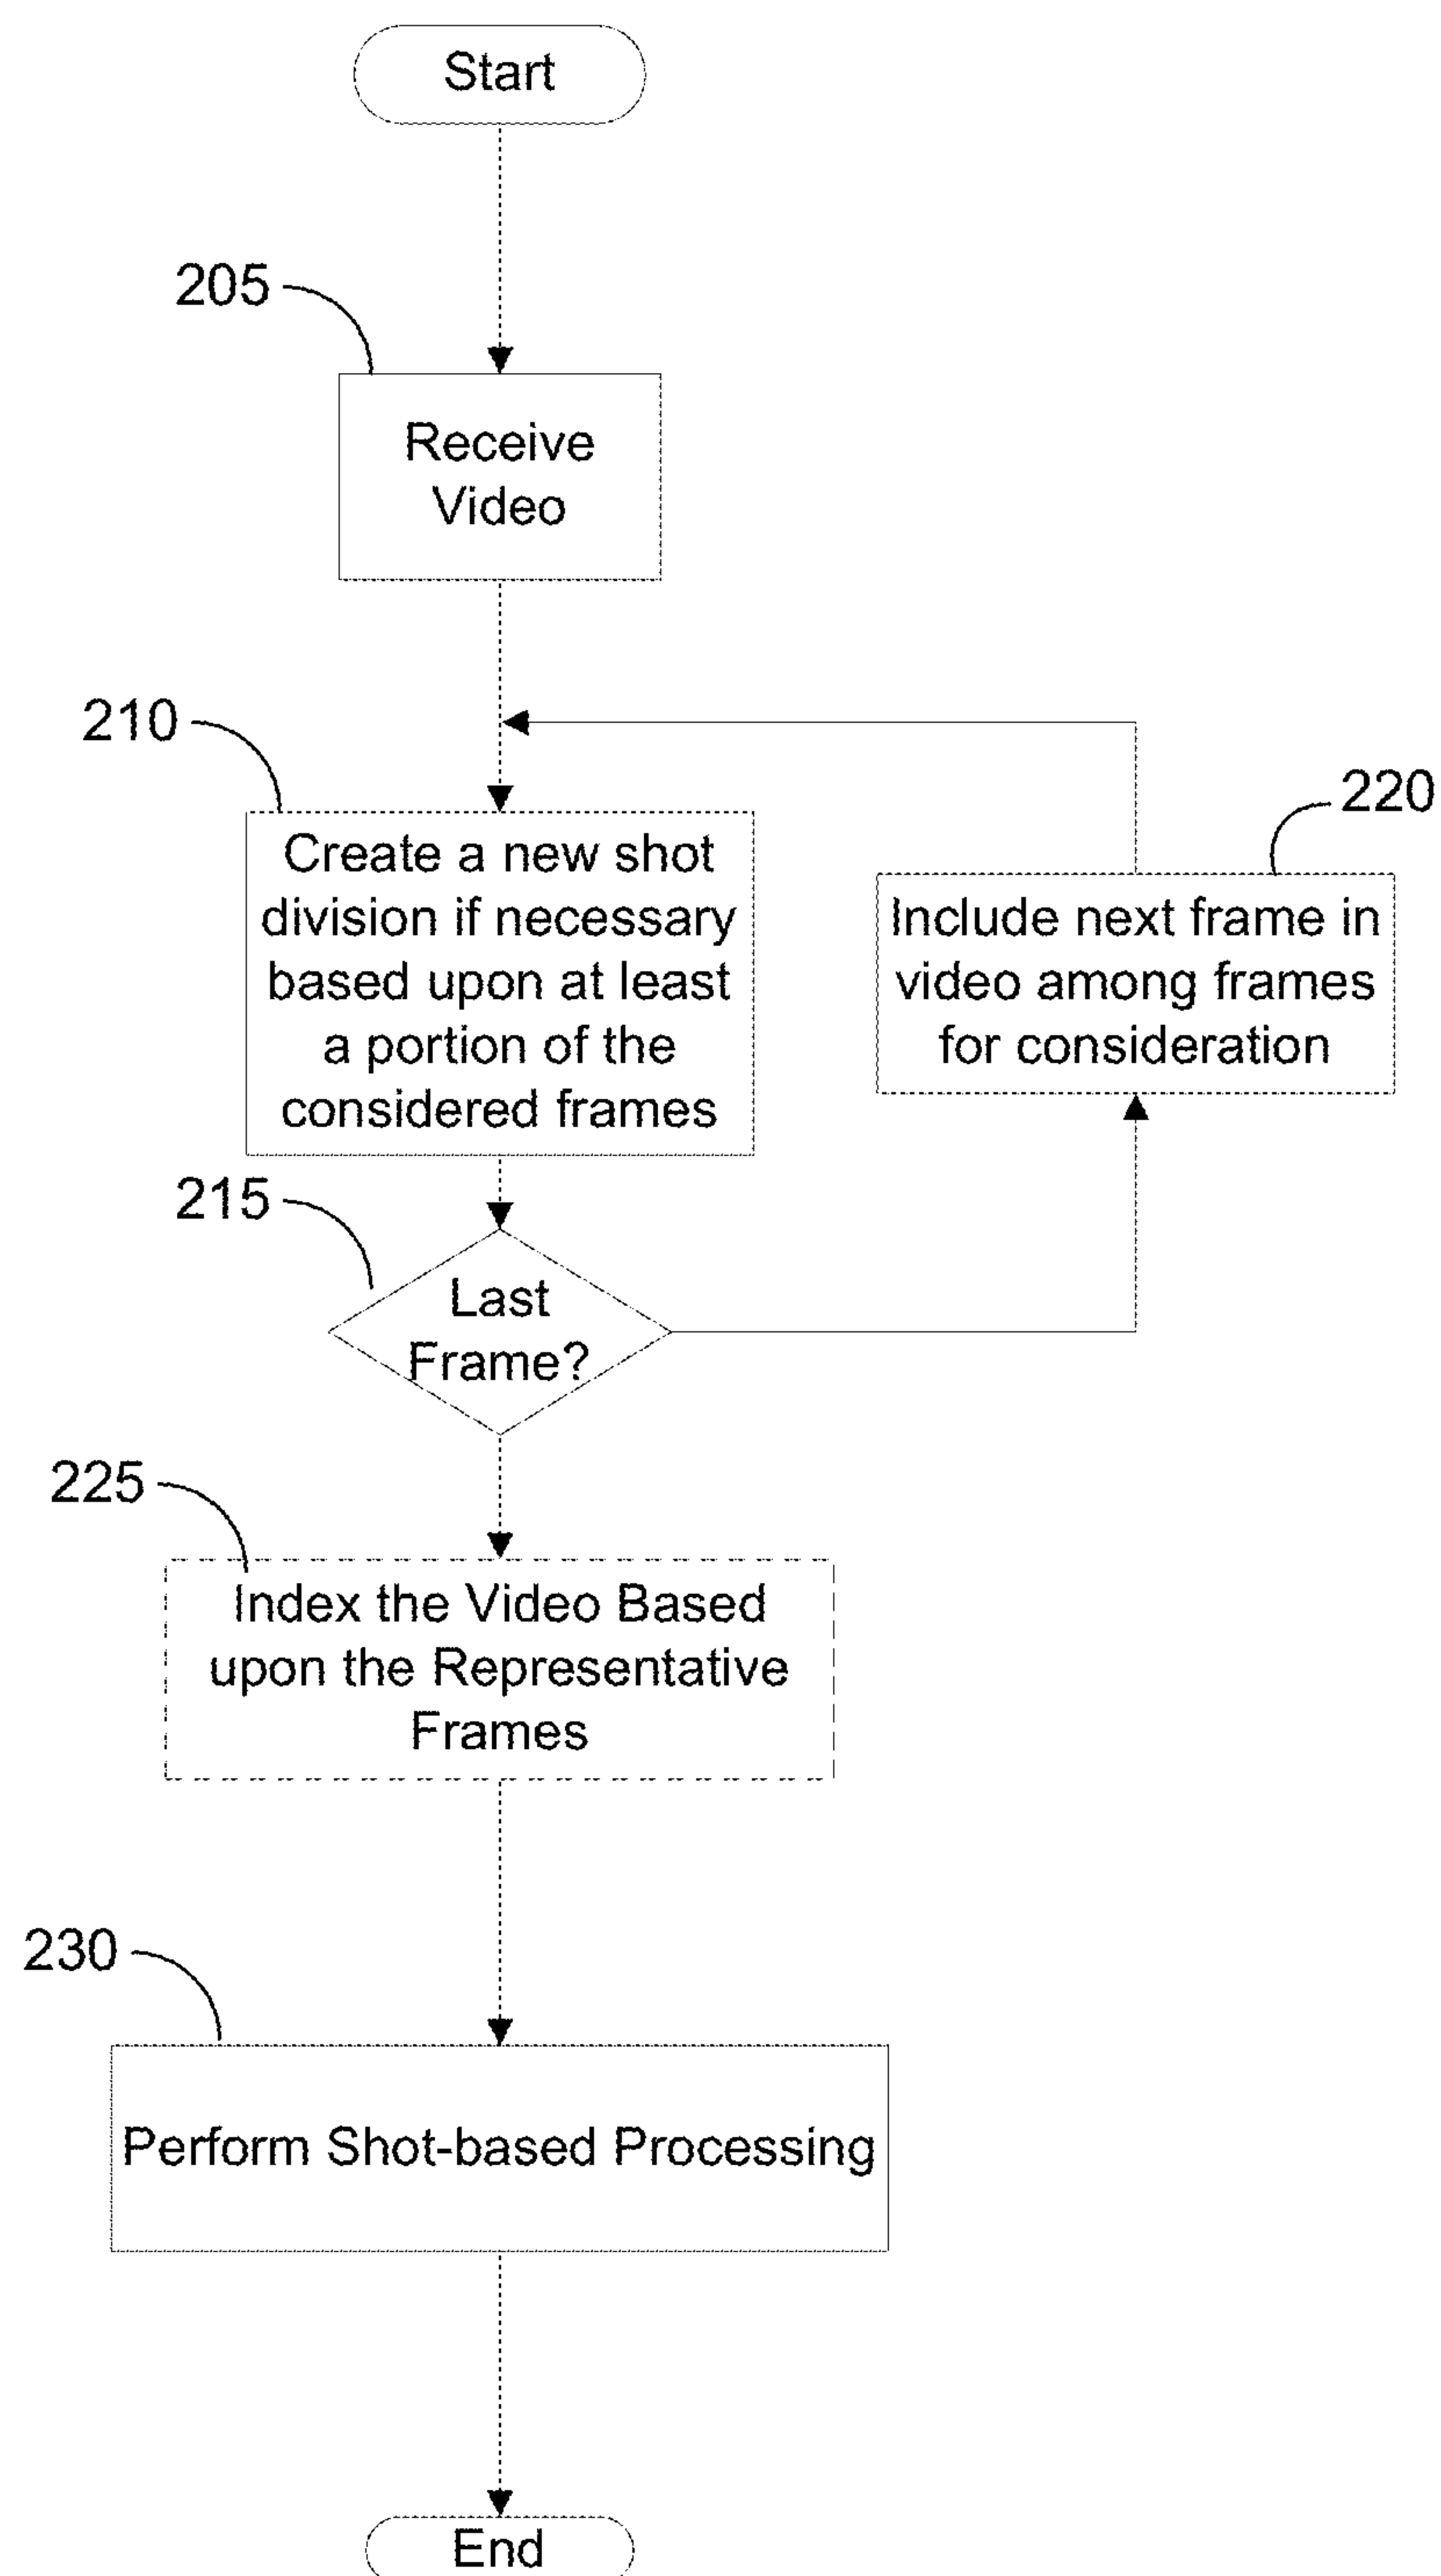 Start
205
Receive
Video
210
Create a new shot
division if necessary
based upon at least
a portion of the
considered frames
220
Include next frame in
video among frames
for consideration
215
Last
Frame?
225
Index the Video Based
upon the Representative
Frames
230
Perform Shot-based Processing
End